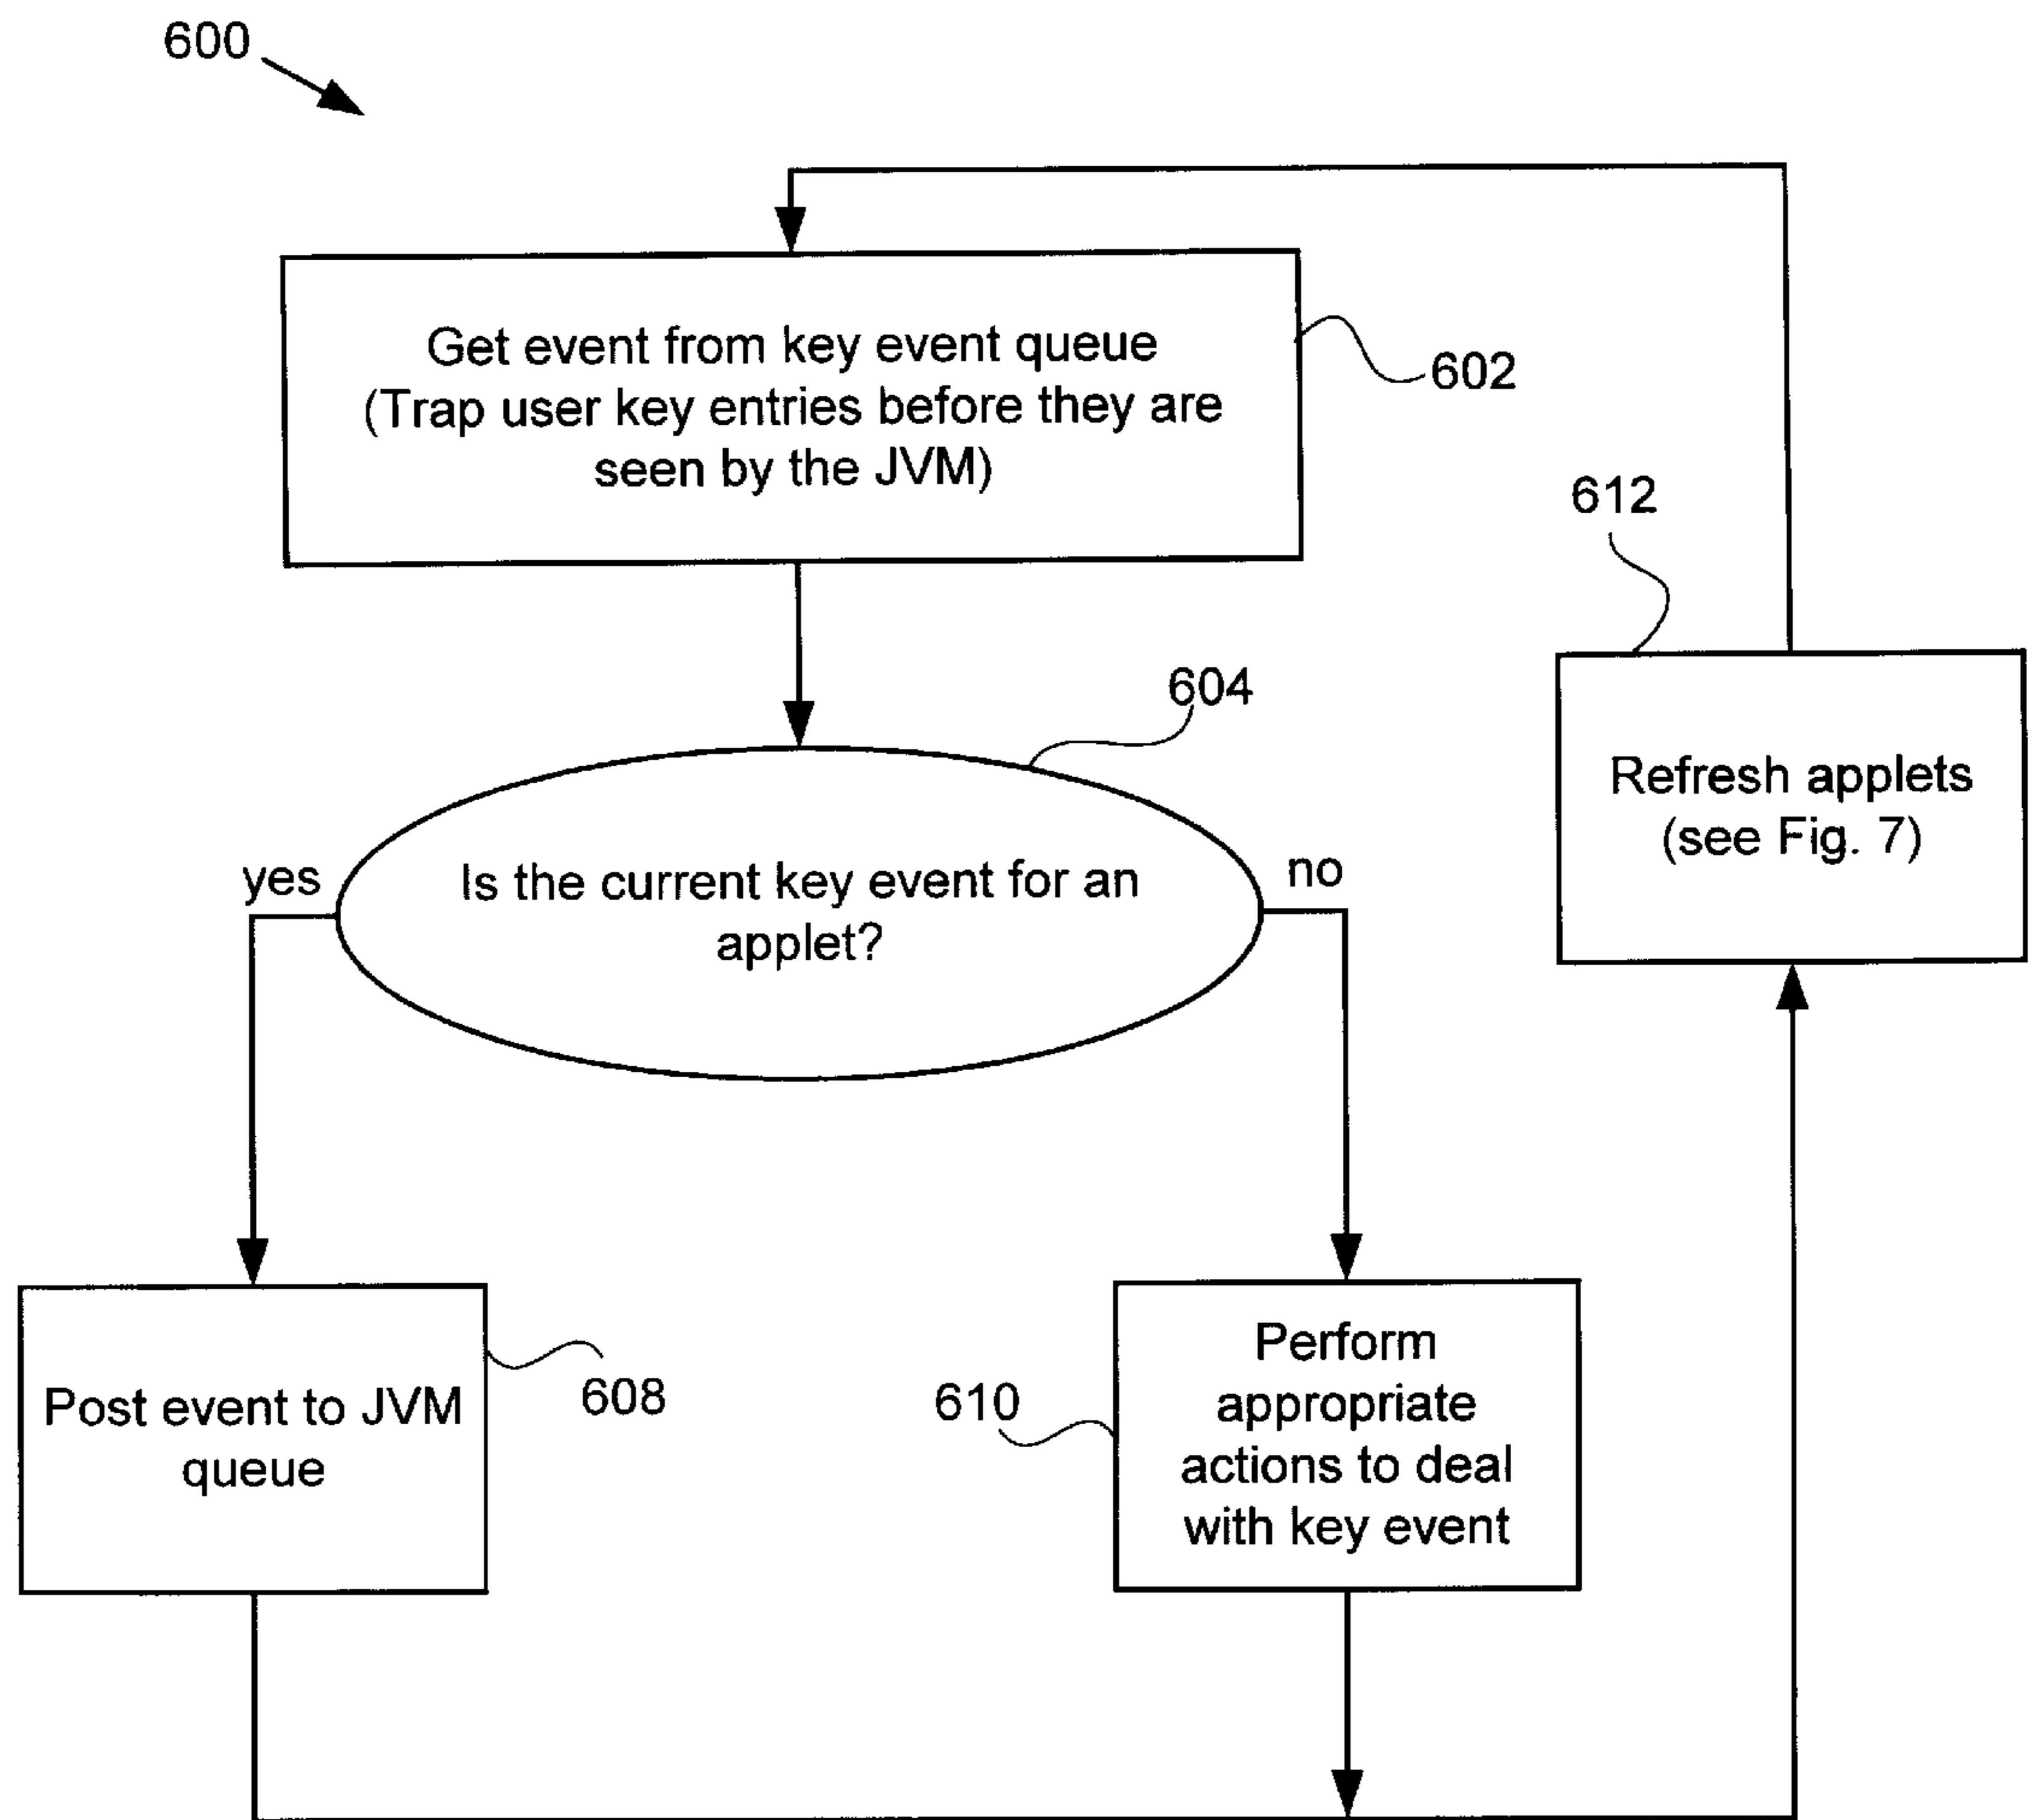 600
Get event from key event queue
(Trap user key entries before they are
seen by the JVM)
602
612
604
Refresh applets
(see Fig. 7)
yes
Is the current key event for an
applet?
no
Post event to JVM
queue
608
610
Perform
appropriate
actions to deal
with key event